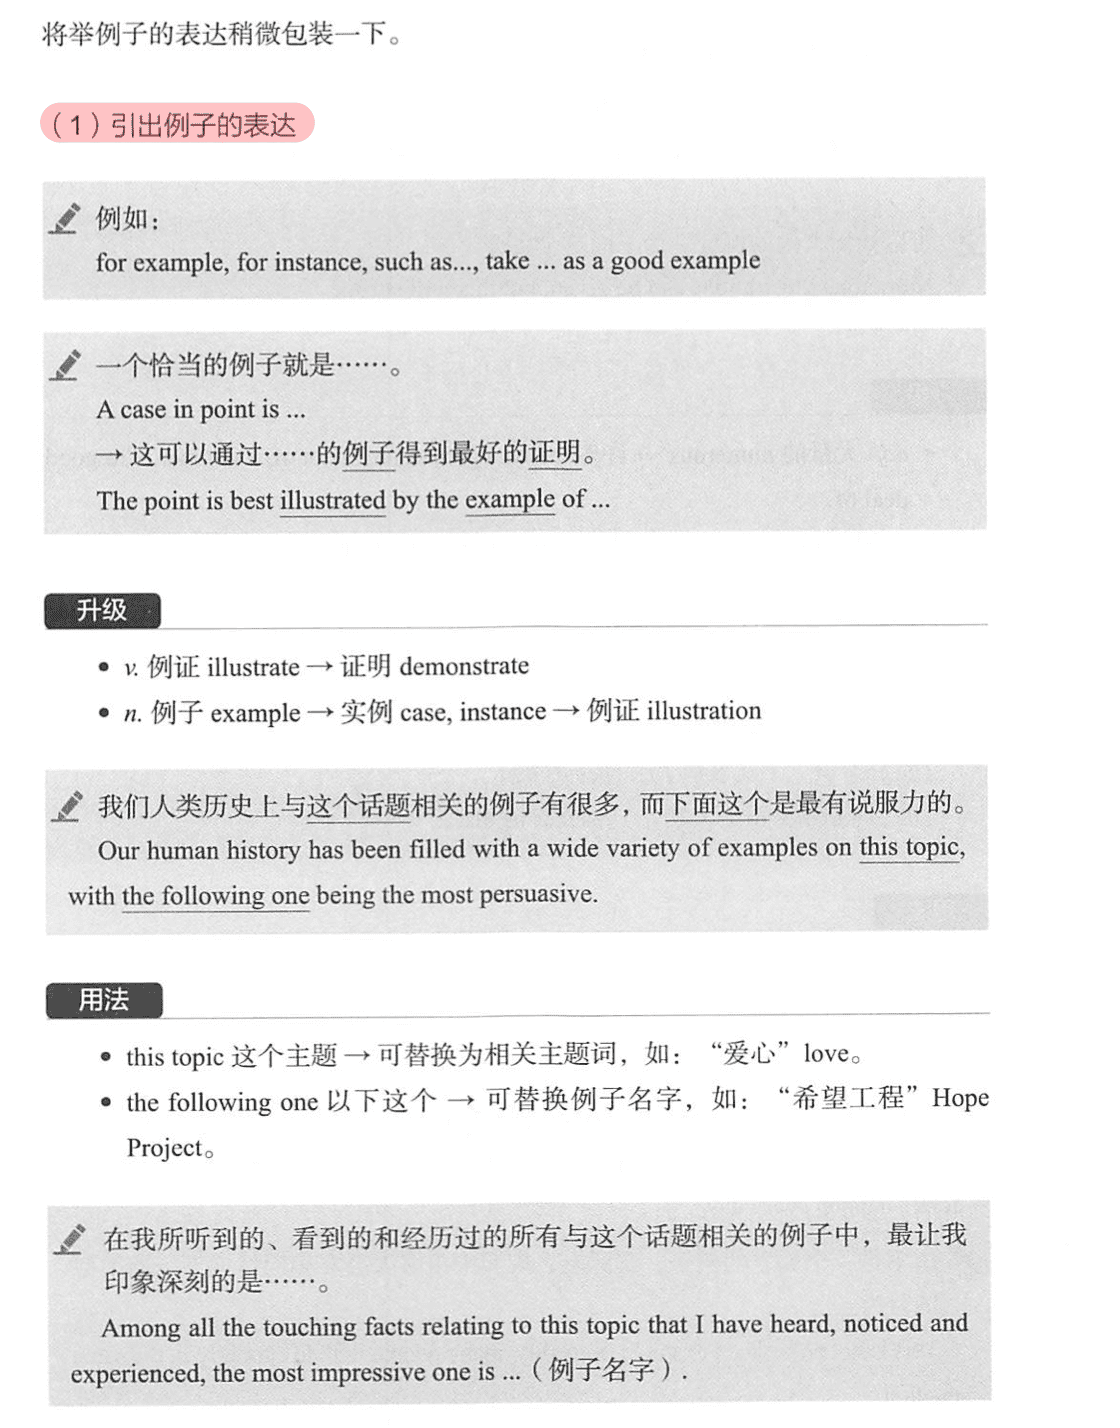 将举例子的表达稍微包装一下。
（1）引出例子的表达
例如：
for example, for instance, such as..., take ... as a good example
一个恰当的例子就是……。
A case in point is ...
→ 这可以通过……的例子得到最好的证明。
The point is best illustrated by the example of ...
升级
• v. 例证 illustrate → 证明 demonstrate
• n. 例子 example → 实例 case, instance → 例证 illustration
我们人类历史上与这个话题相关的例子有很多，而下面这个是最有说服力的。
Our human history has been filled with a wide variety of examples on this topic,
with the following one being the most persuasive.
用法
• this topic 这个主题 → 可替换为相关主题词，如：“爱心”love。
• the following one 以下这个 → 可替换例子名字，如：“希望工程”Hope
Project。
在我所听到的、看到的和经历过的所有与这个话题相关的例子中，最让我
印象深刻的是……。
Among all the touching facts relating to this topic that I have heard, noticed and
experienced, the most impressive one is ...（例子名字）.